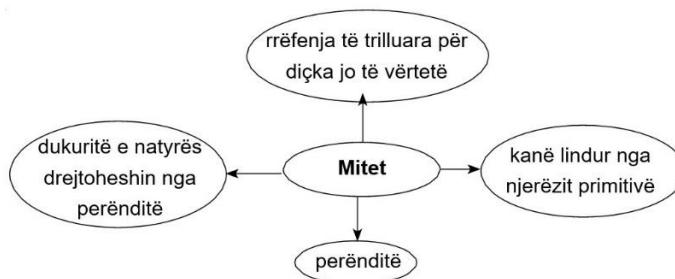 rrëfenja të trilluara për
diçka jo të vërtetë
dukuritë e natyrës
drejtoheshin nga
perënditë
Mitet
kanë lindur nga
njerëzit primitivë
perënditë